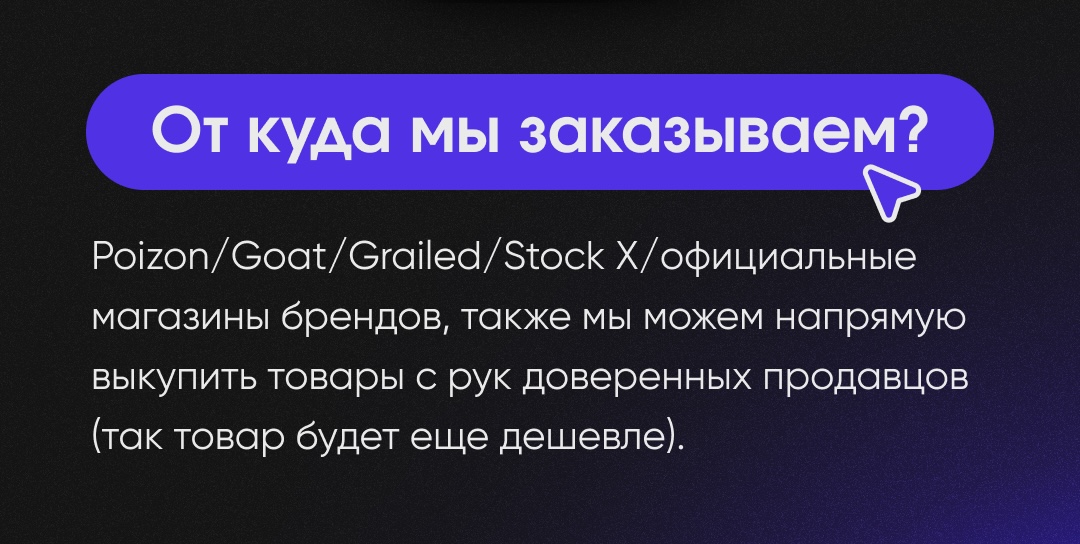 От куда мы заказываем?
Poizon/Goat/Grailed/Stock X/официальные
магазины брендов, также мы можем напрямую
выкупить товары с рук доверенных продавцов
(так товар будет еще дешевле).